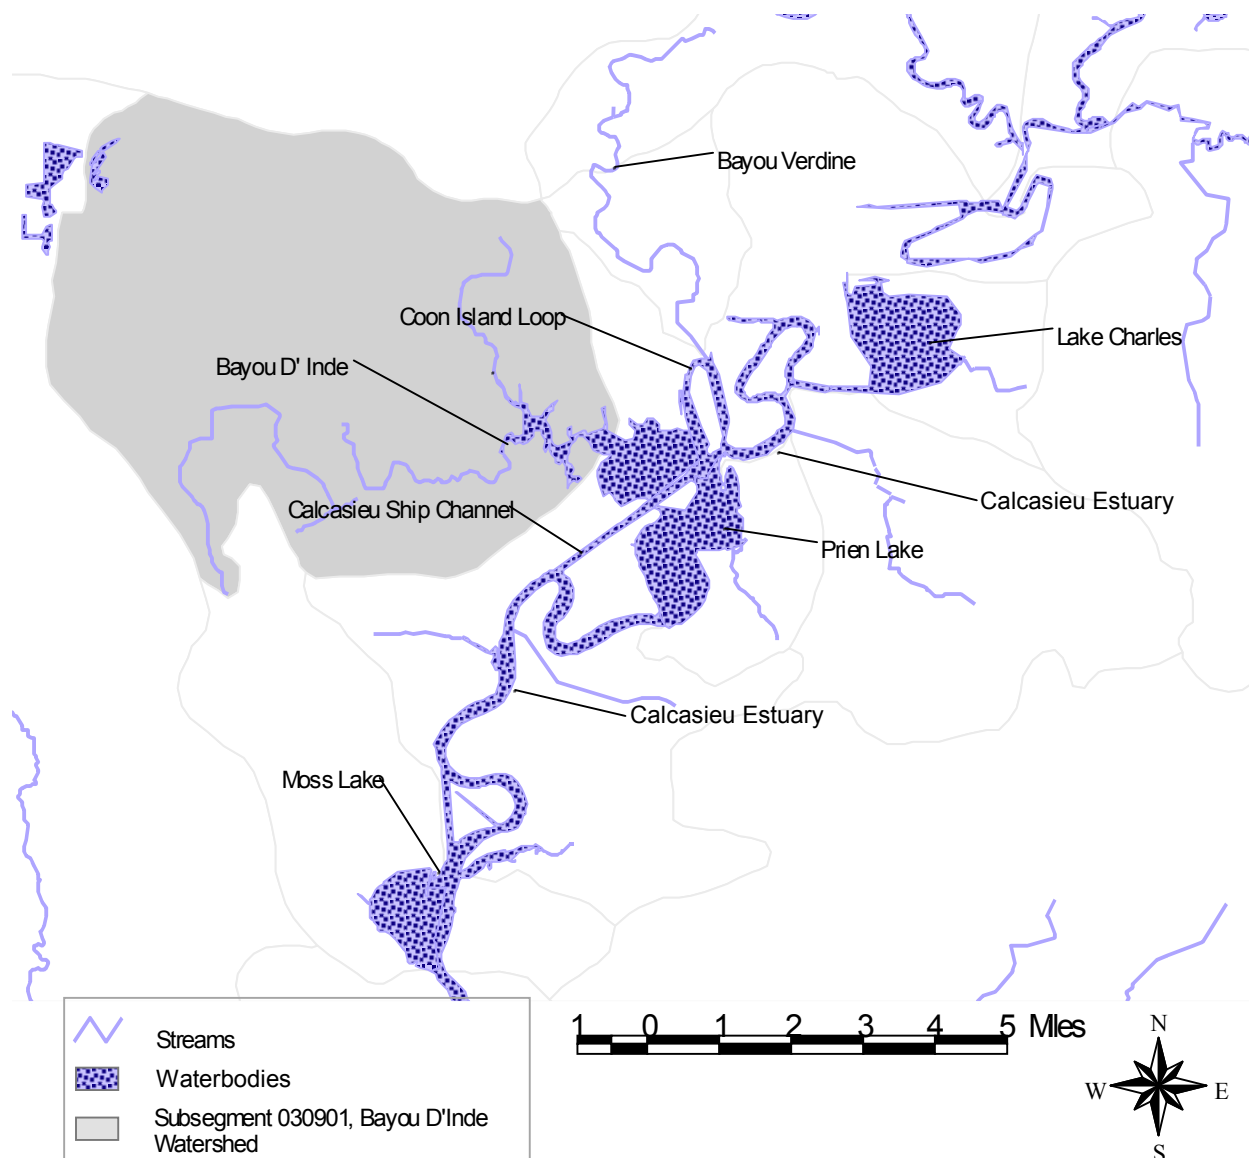 Bayou Verdine
Coon Island Loop
Lake Charles
Bayou D' Inde
Calcasieu Estuary
Calcasieu Ship Channel
Prien Lake
Calcasieu Estuary
Moss Lake
Streams
Waterbodies
Subsegment 030901, Bayou D'Inde
Watershed
1 0 1 2 3 4 5 Miles
N
W E
S